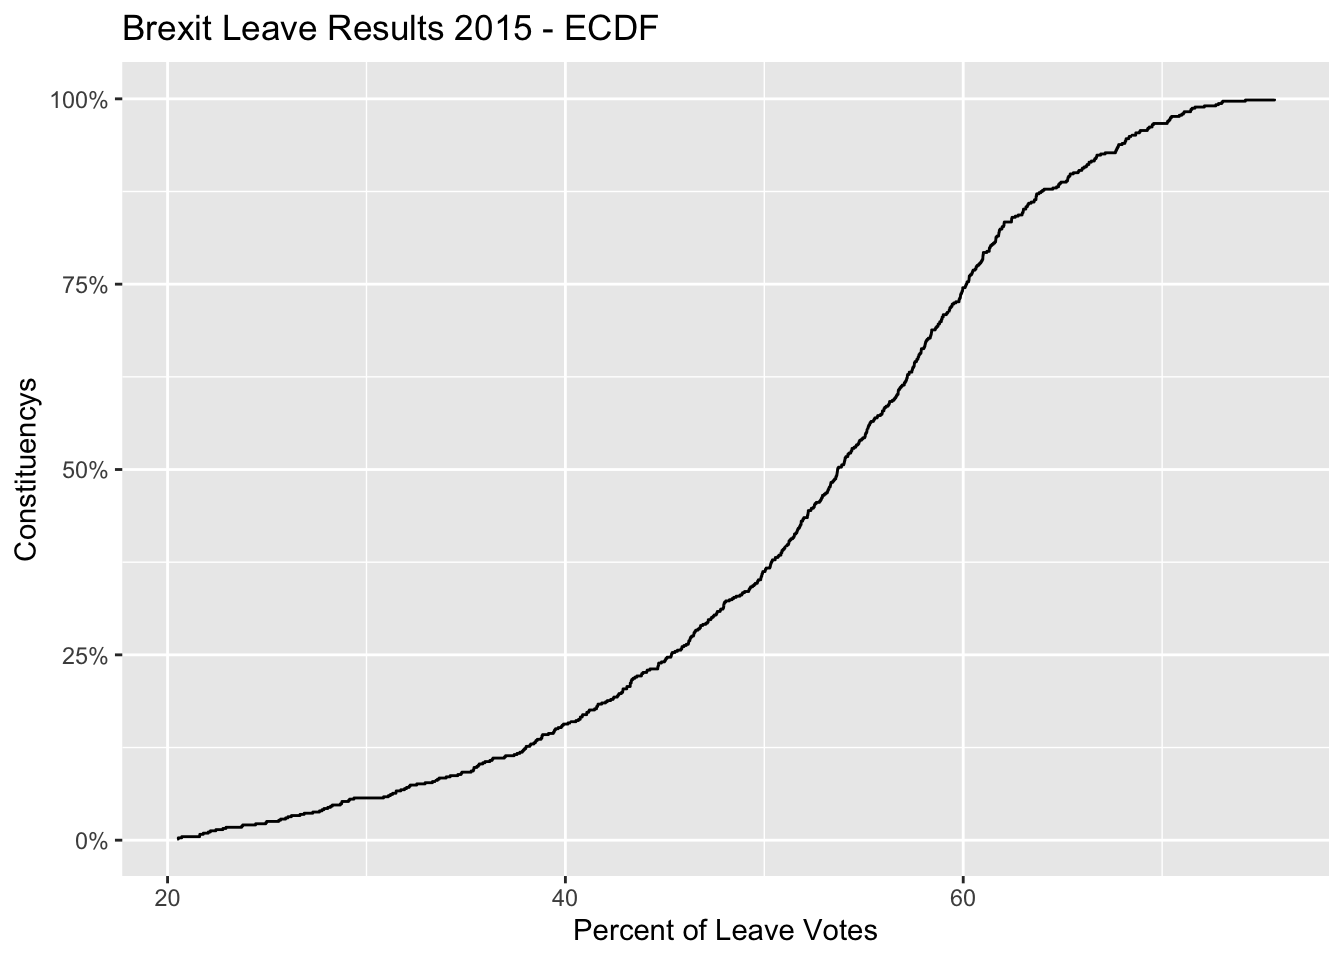 Brexit Leave Results 2015 - ECDF
100%
75%
50%
25%
0%
Constituencys
20
40
60
Percent of Leave Votes